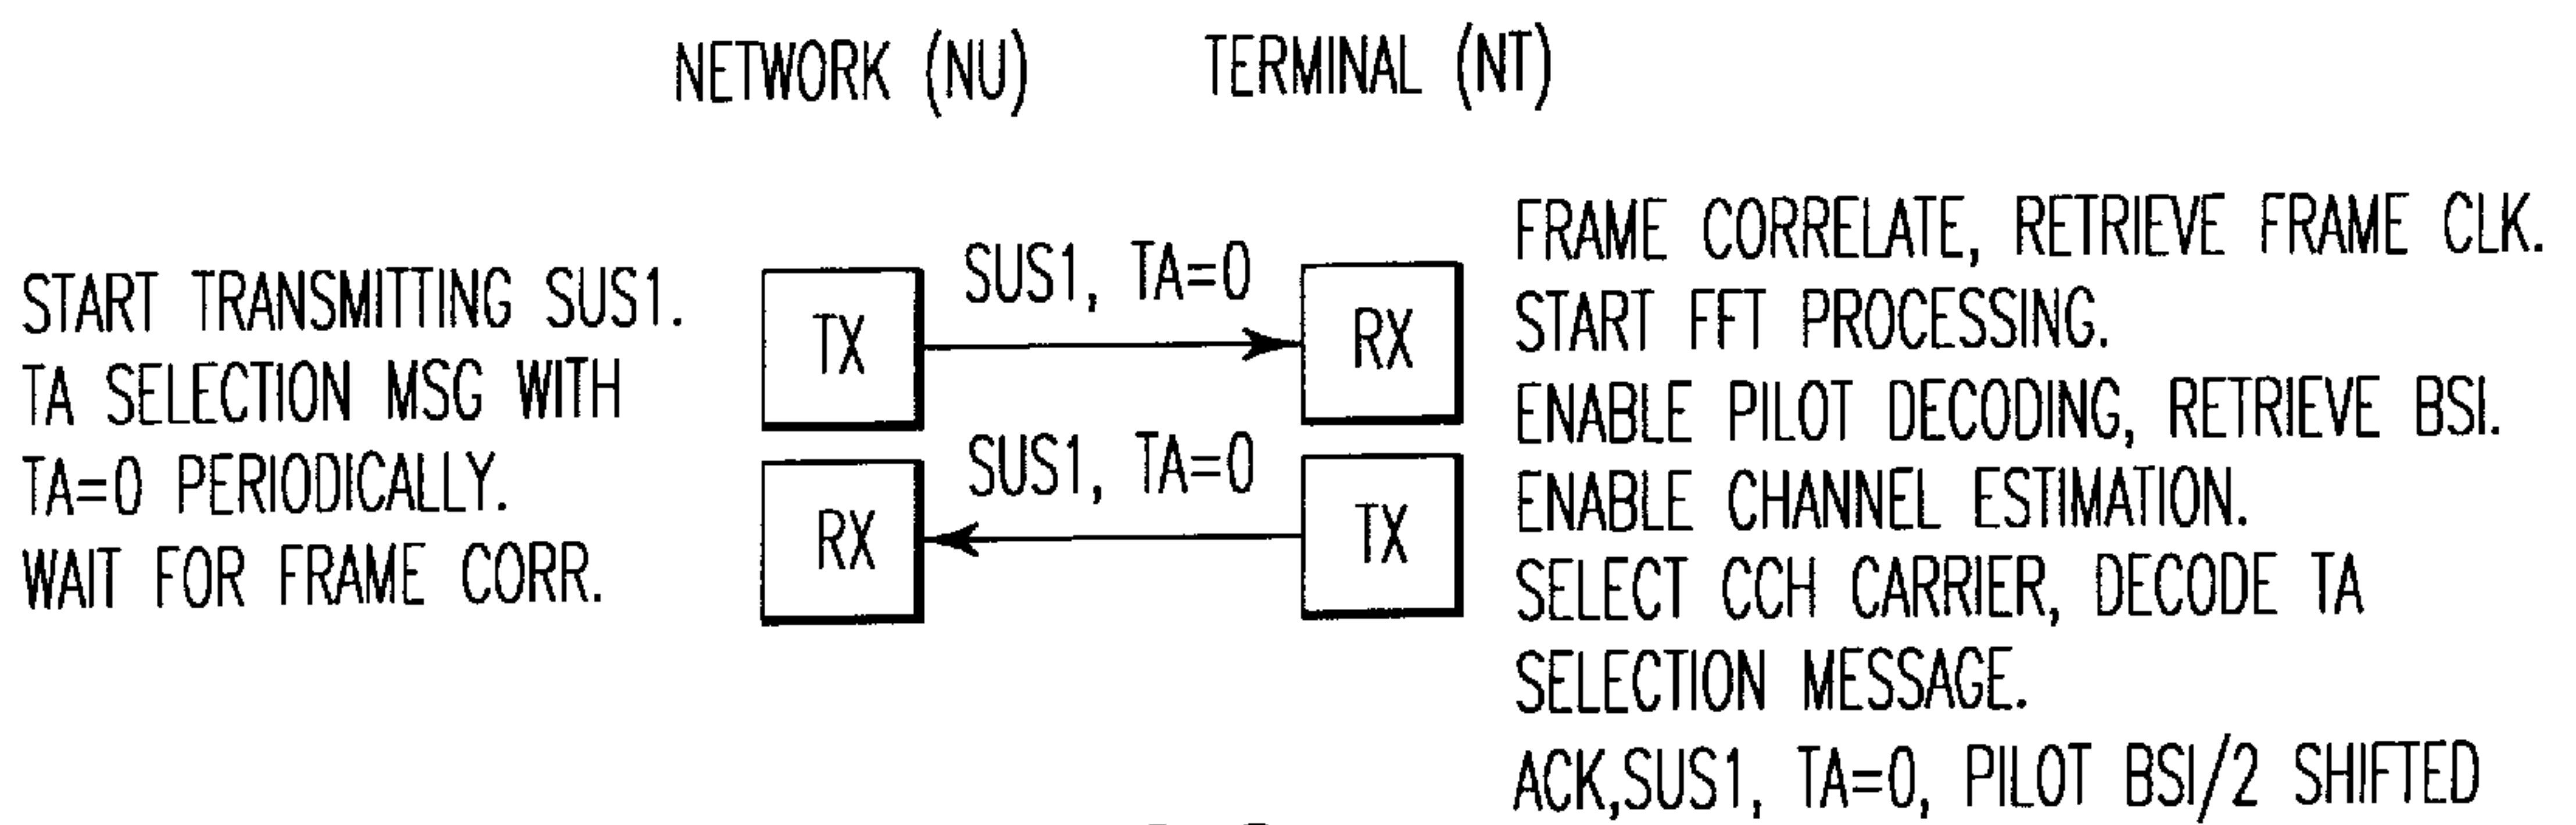 NETWORK (NU) TERMINAL (NT)
START TRANSMITTING SUS1.
TA SELECTION MSG WITH
TA=0 PERIODICALLY.
WAIT FOR FRAME CORR.
SUS1, TA=0
TX
RX
SUS1, TA=0
RX
TX
FRAME CORRELATE, RETRIEVE FRAME CLK.
START FFT PROCESSING.
ENABLE PILOT DECODING, RETRIEVE BSI.
ENABLE CHANNEL ESTIMATION.
SELECT CCH CARRIER, DECODE TA
SELECTION MESSAGE.
ACK,SUS1, TA=0, PILOT BSI/2 SHIFTED